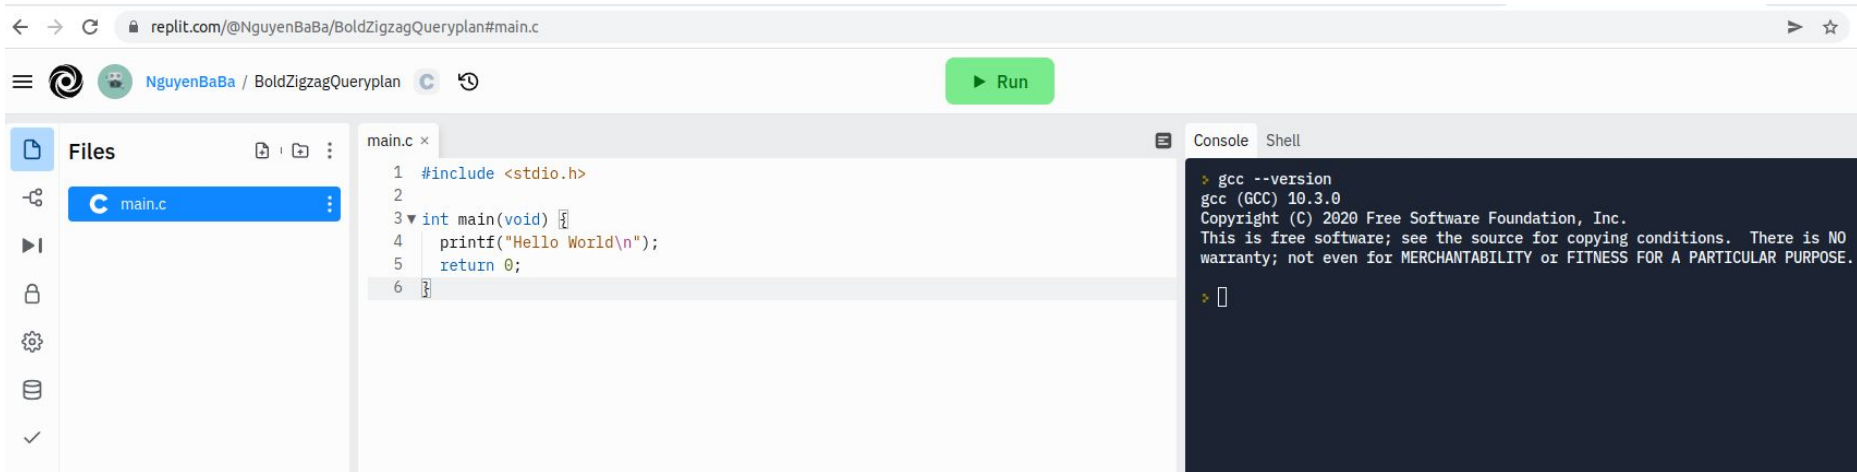 replit.com/@NguyenBaBa/BoldZigzagQueryplan#main.c
NguyenBaBa / BoldZigzagQueryplan C
Run
Files
C main.c
main.c ×
1 #include <stdio.h>
2
3 int main(void) {
4   printf("Hello World\n");
5   return 0;
6 }
Console Shell
> gcc --version
gcc (GCC) 10.3.0
Copyright (C) 2020 Free Software Foundation, Inc.
This is free software; see the source for copying conditions.  There is NO
warranty; not even for MERCHANTABILITY or FITNESS FOR A PARTICULAR PURPOSE.
>